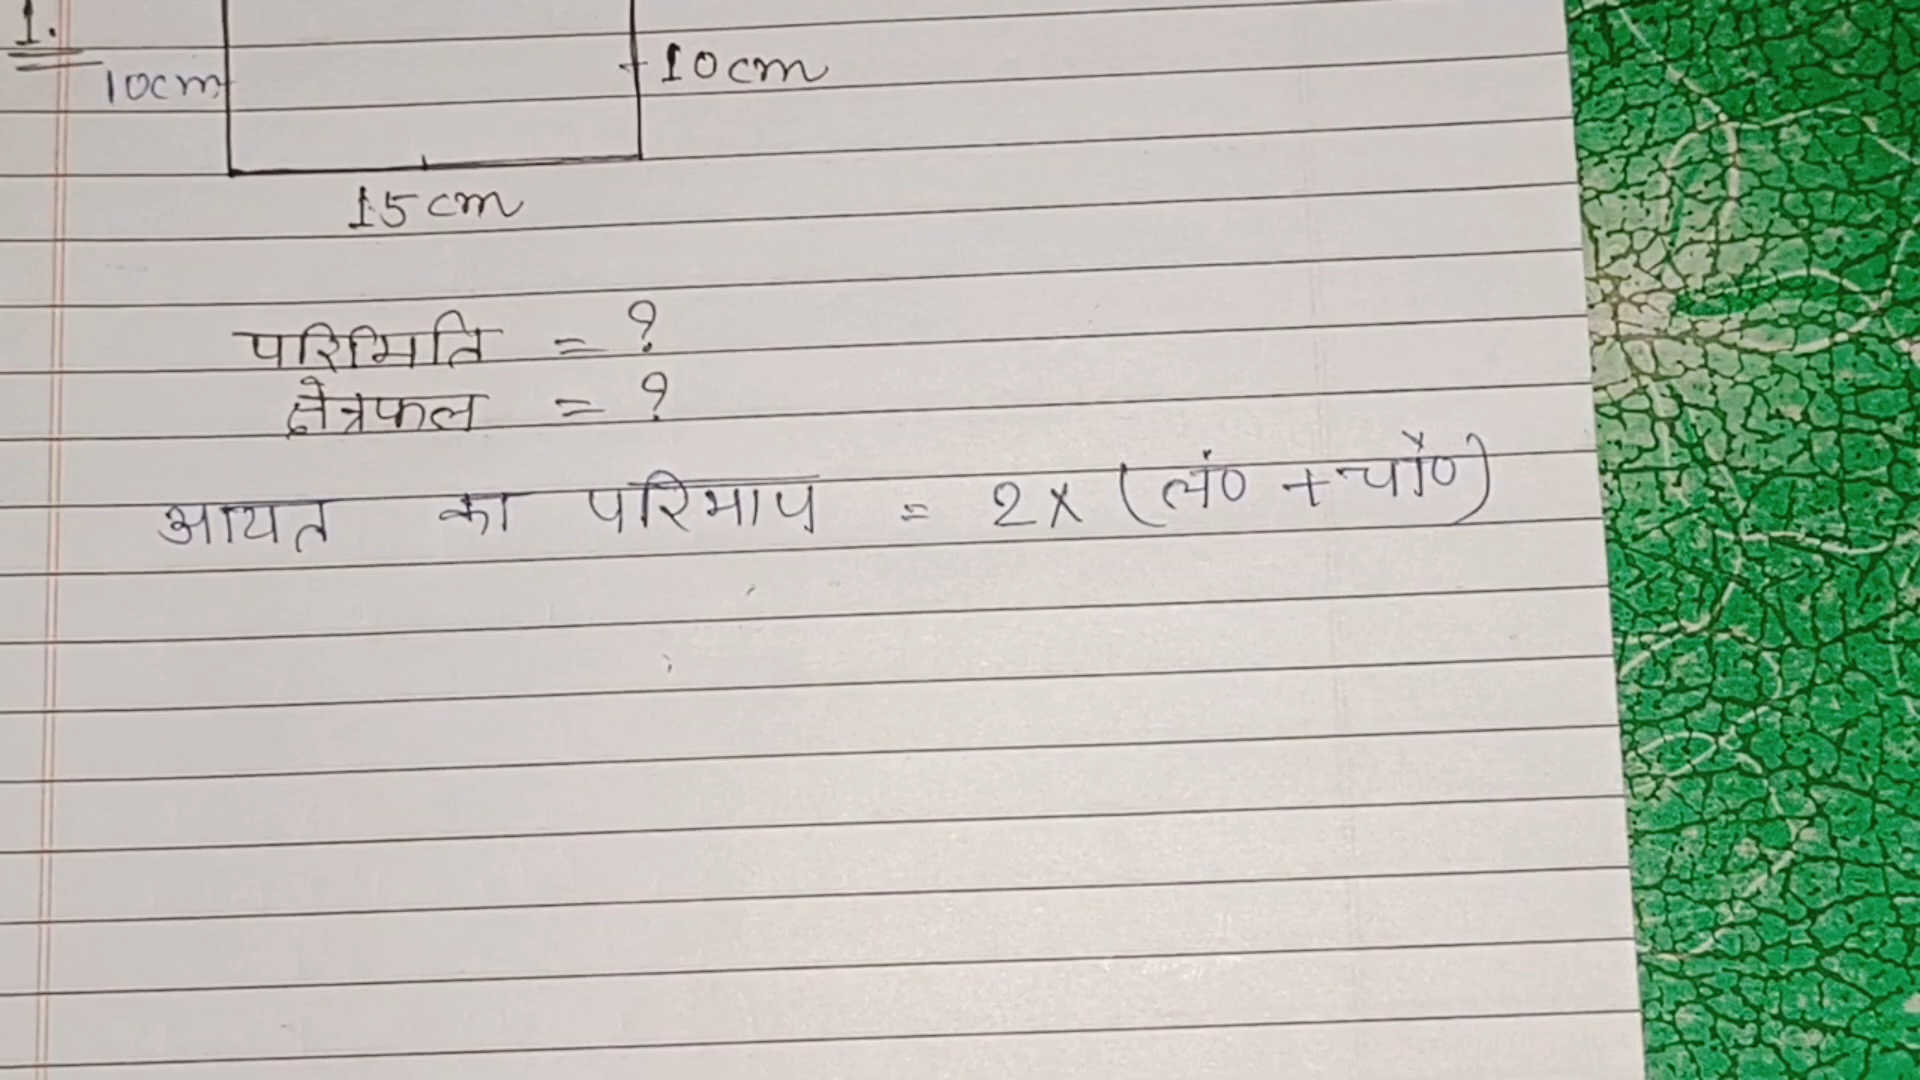 1.
10cm
10cm
15cm
परिमिति = ?
क्षेत्रफल = ?
आयत का परिमाप = 2 × (लं० + चौ०)